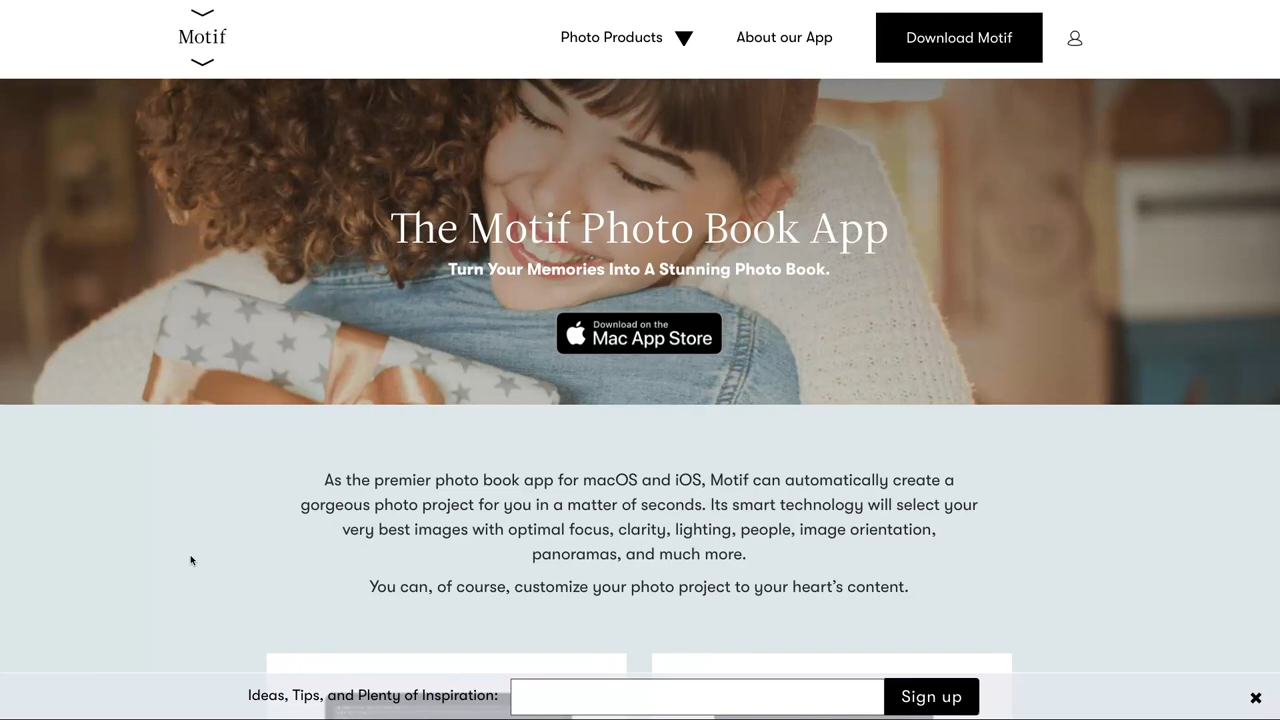 Motif
Photo Products
About our App
Download Motif
The Motif Photo Book App
Turn Your Memories Into A Stunning Photo Book.
Download on the
Mac App Store
As the premier photo book app for macOS and iOS, Motif can automatically create a
gorgeous photo project for you in a matter of seconds. Its smart technology will select your
very best images with optimal focus, clarity, lighting, people, image orientation,
panoramas, and much more.
You can, of course, customize your photo project to your heart’s content.
Ideas, Tips, and Plenty of Inspiration:
Sign up